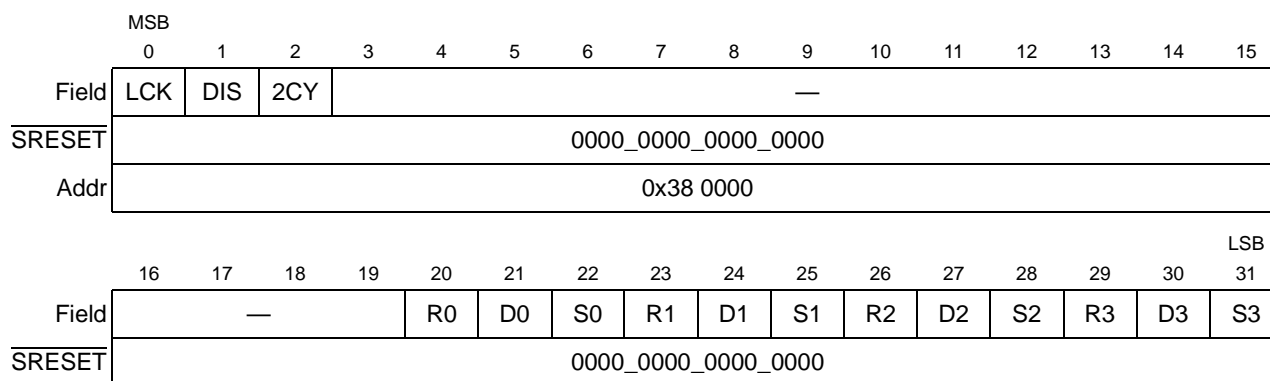 MSB
0 1 2 3 4 5 6 7 8 9 10 11 12 13 14 15
Field LCK DIS 2CY —
SRESET 0000_0000_0000_0000
Addr 0x38 0000
LSB
16 17 18 19 20 21 22 23 24 25 26 27 28 29 30 31
Field — R0 D0 S0 R1 D1 S1 R2 D2 S2 R3 D3 S3
SRESET 0000_0000_0000_0000